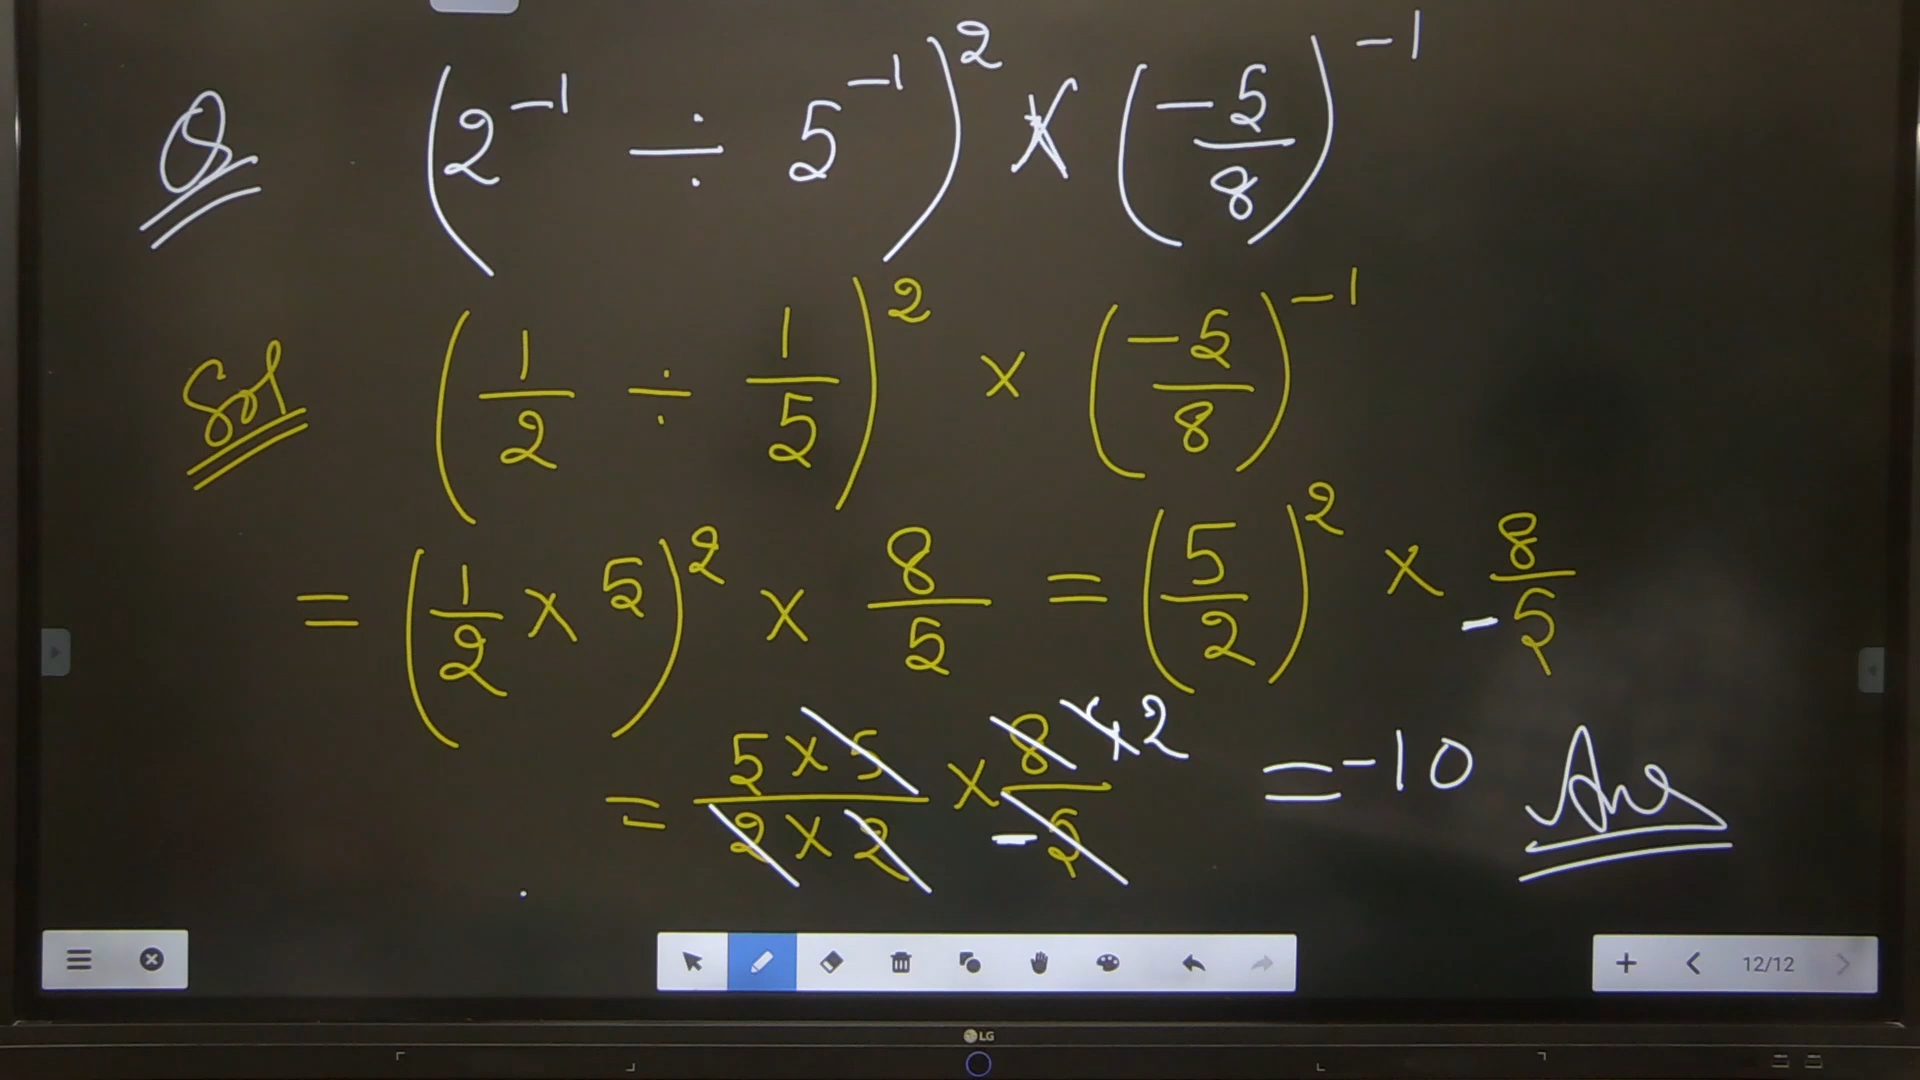 Q (2⁻¹ ÷ 5⁻¹)² × (-5/8)⁻¹
Sol (1/2 ÷ 1/5)² × (-5/8)⁻¹
= (1/2 × 5)² × 8/5 = (5/2)² × 8/-5
= 5×5/2×2 × 8/-5 2 = -10 Ans
12/12
LG